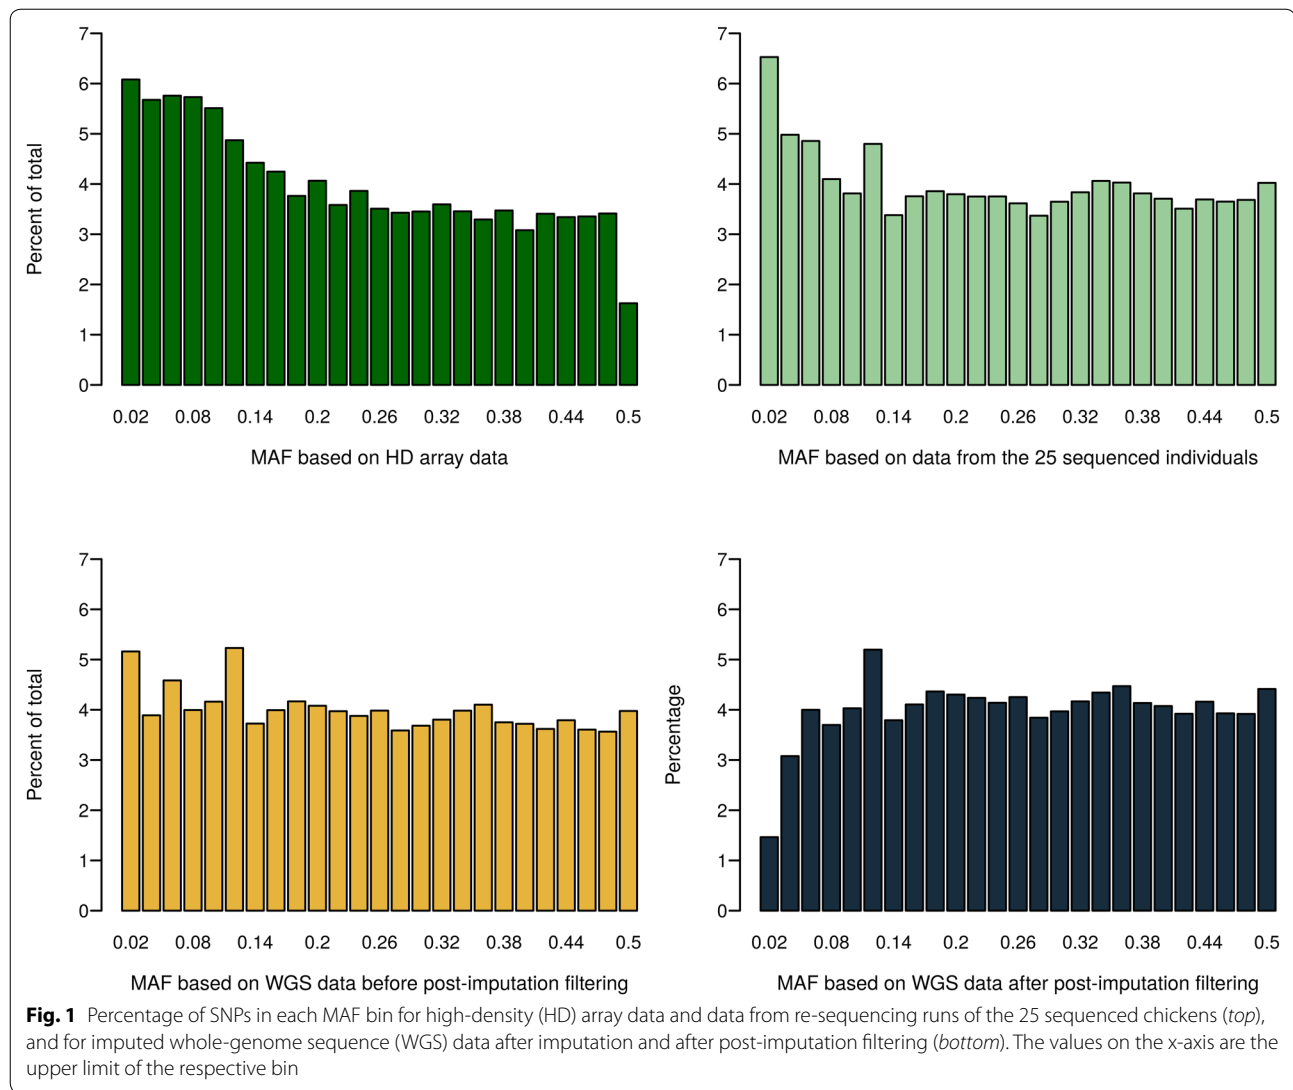 7
6
5
4
3
2
1
0
Percent of total
0.02 0.08 0.14 0.2 0.26 0.32 0.38 0.44 0.5
MAF based on HD array data
7
6
5
4
3
2
1
0
0.02 0.08 0.14 0.2 0.26 0.32 0.38 0.44 0.5
MAF based on data from the 25 sequenced individuals
7
6
5
4
3
2
1
0
Percent of total
0.02 0.08 0.14 0.2 0.26 0.32 0.38 0.44 0.5
MAF based on WGS data before post-imputation filtering
7
6
5
4
3
2
1
0
Percentage
0.02 0.08 0.14 0.2 0.26 0.32 0.38 0.44 0.5
MAF based on WGS data after post-imputation filtering
Fig. 1 Percentage of SNPs in each MAF bin for high-density (HD) array data and data from re-sequencing runs of the 25 sequenced chickens (top),
and for imputed whole-genome sequence (WGS) data after imputation and after post-imputation filtering (bottom). The values on the x-axis are the
upper limit of the respective bin